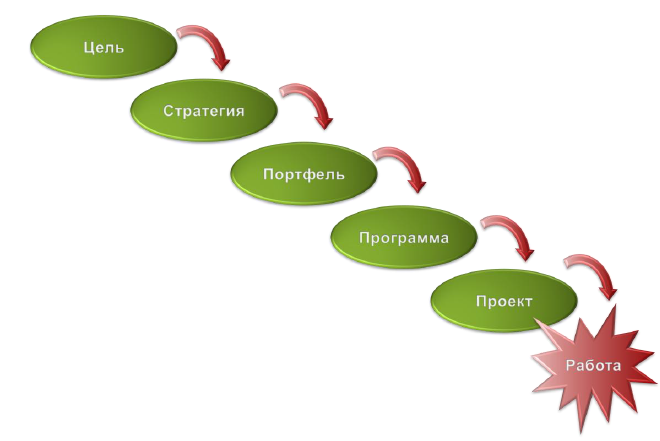 Цель
Стратегия
Портфель
Программа
Проект
Работа